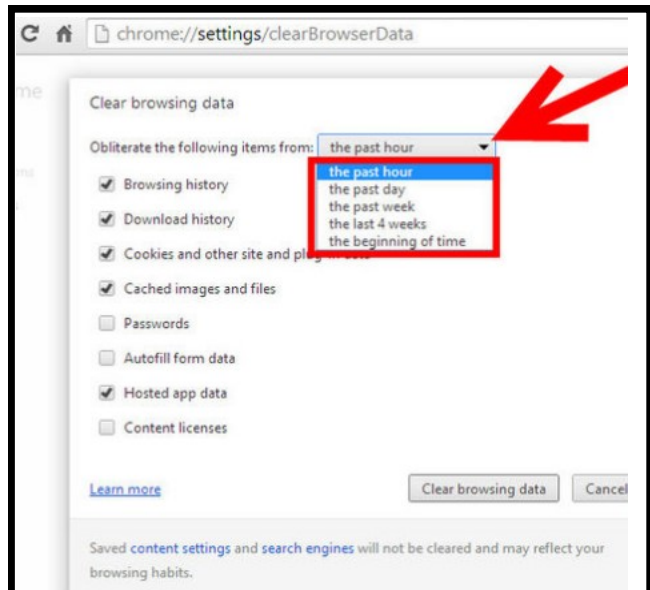 chrome://settings/clearBrowserData
Clear browsing data
Obliterate the following items from: the past hour
the past hour
Browsing history
the past day
the past week
Download history
the last 4 weeks
the beginning of time
Cookies and other site and plug-in data
Cached images and files
Passwords
Autofill form data
Hosted app data
Content licenses
Learn more
Clear browsing data
Cancel
Saved content settings and search engines will not be cleared and may reflect your
browsing habits.